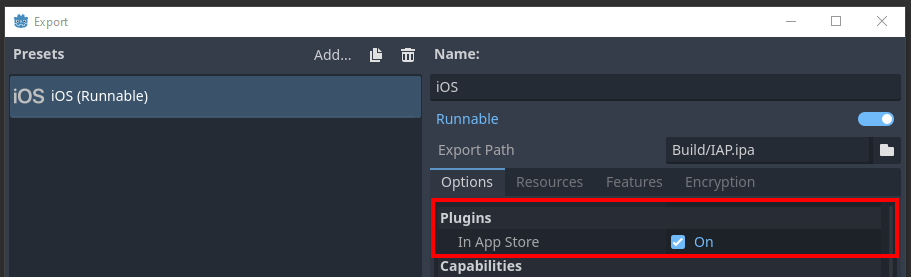 Export
Presets
Add...
iOS iOS (Runnable)
Name:
iOS
Runnable
Export Path Build/IAP.ipa
Options Resources Features Encryption
Plugins
In App Store On
Capabilities